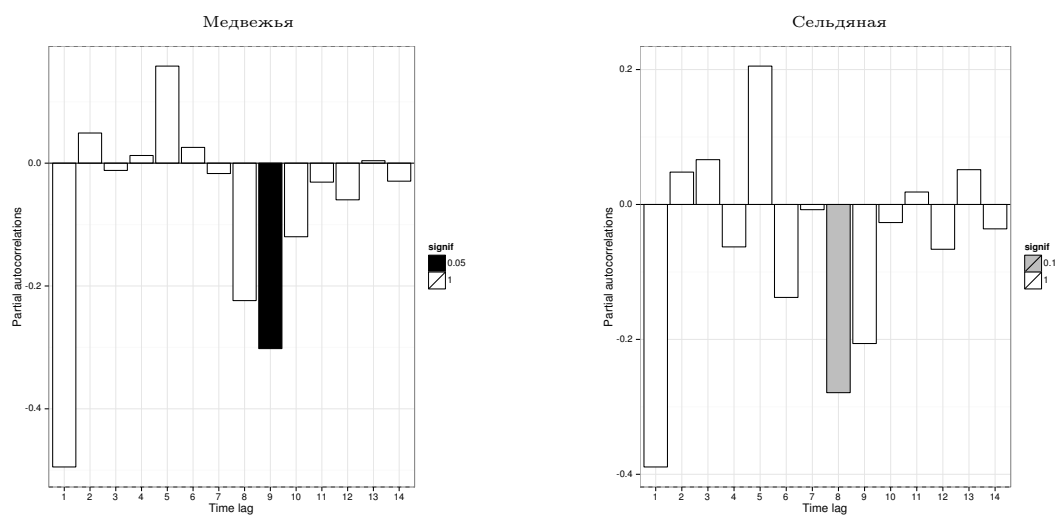 Медвежья
Partial autocorrelations
0.0
-0.2
-0.4
1 2 3 4 5 6 7 8 9 10 11 12 13 14
Time lag
signif
0.05
1
Сельдяная
Partial autocorrelations
0.2
0.0
-0.2
-0.4
1 2 3 4 5 6 7 8 9 10 11 12 13 14
Time lag
signif
0.1
1